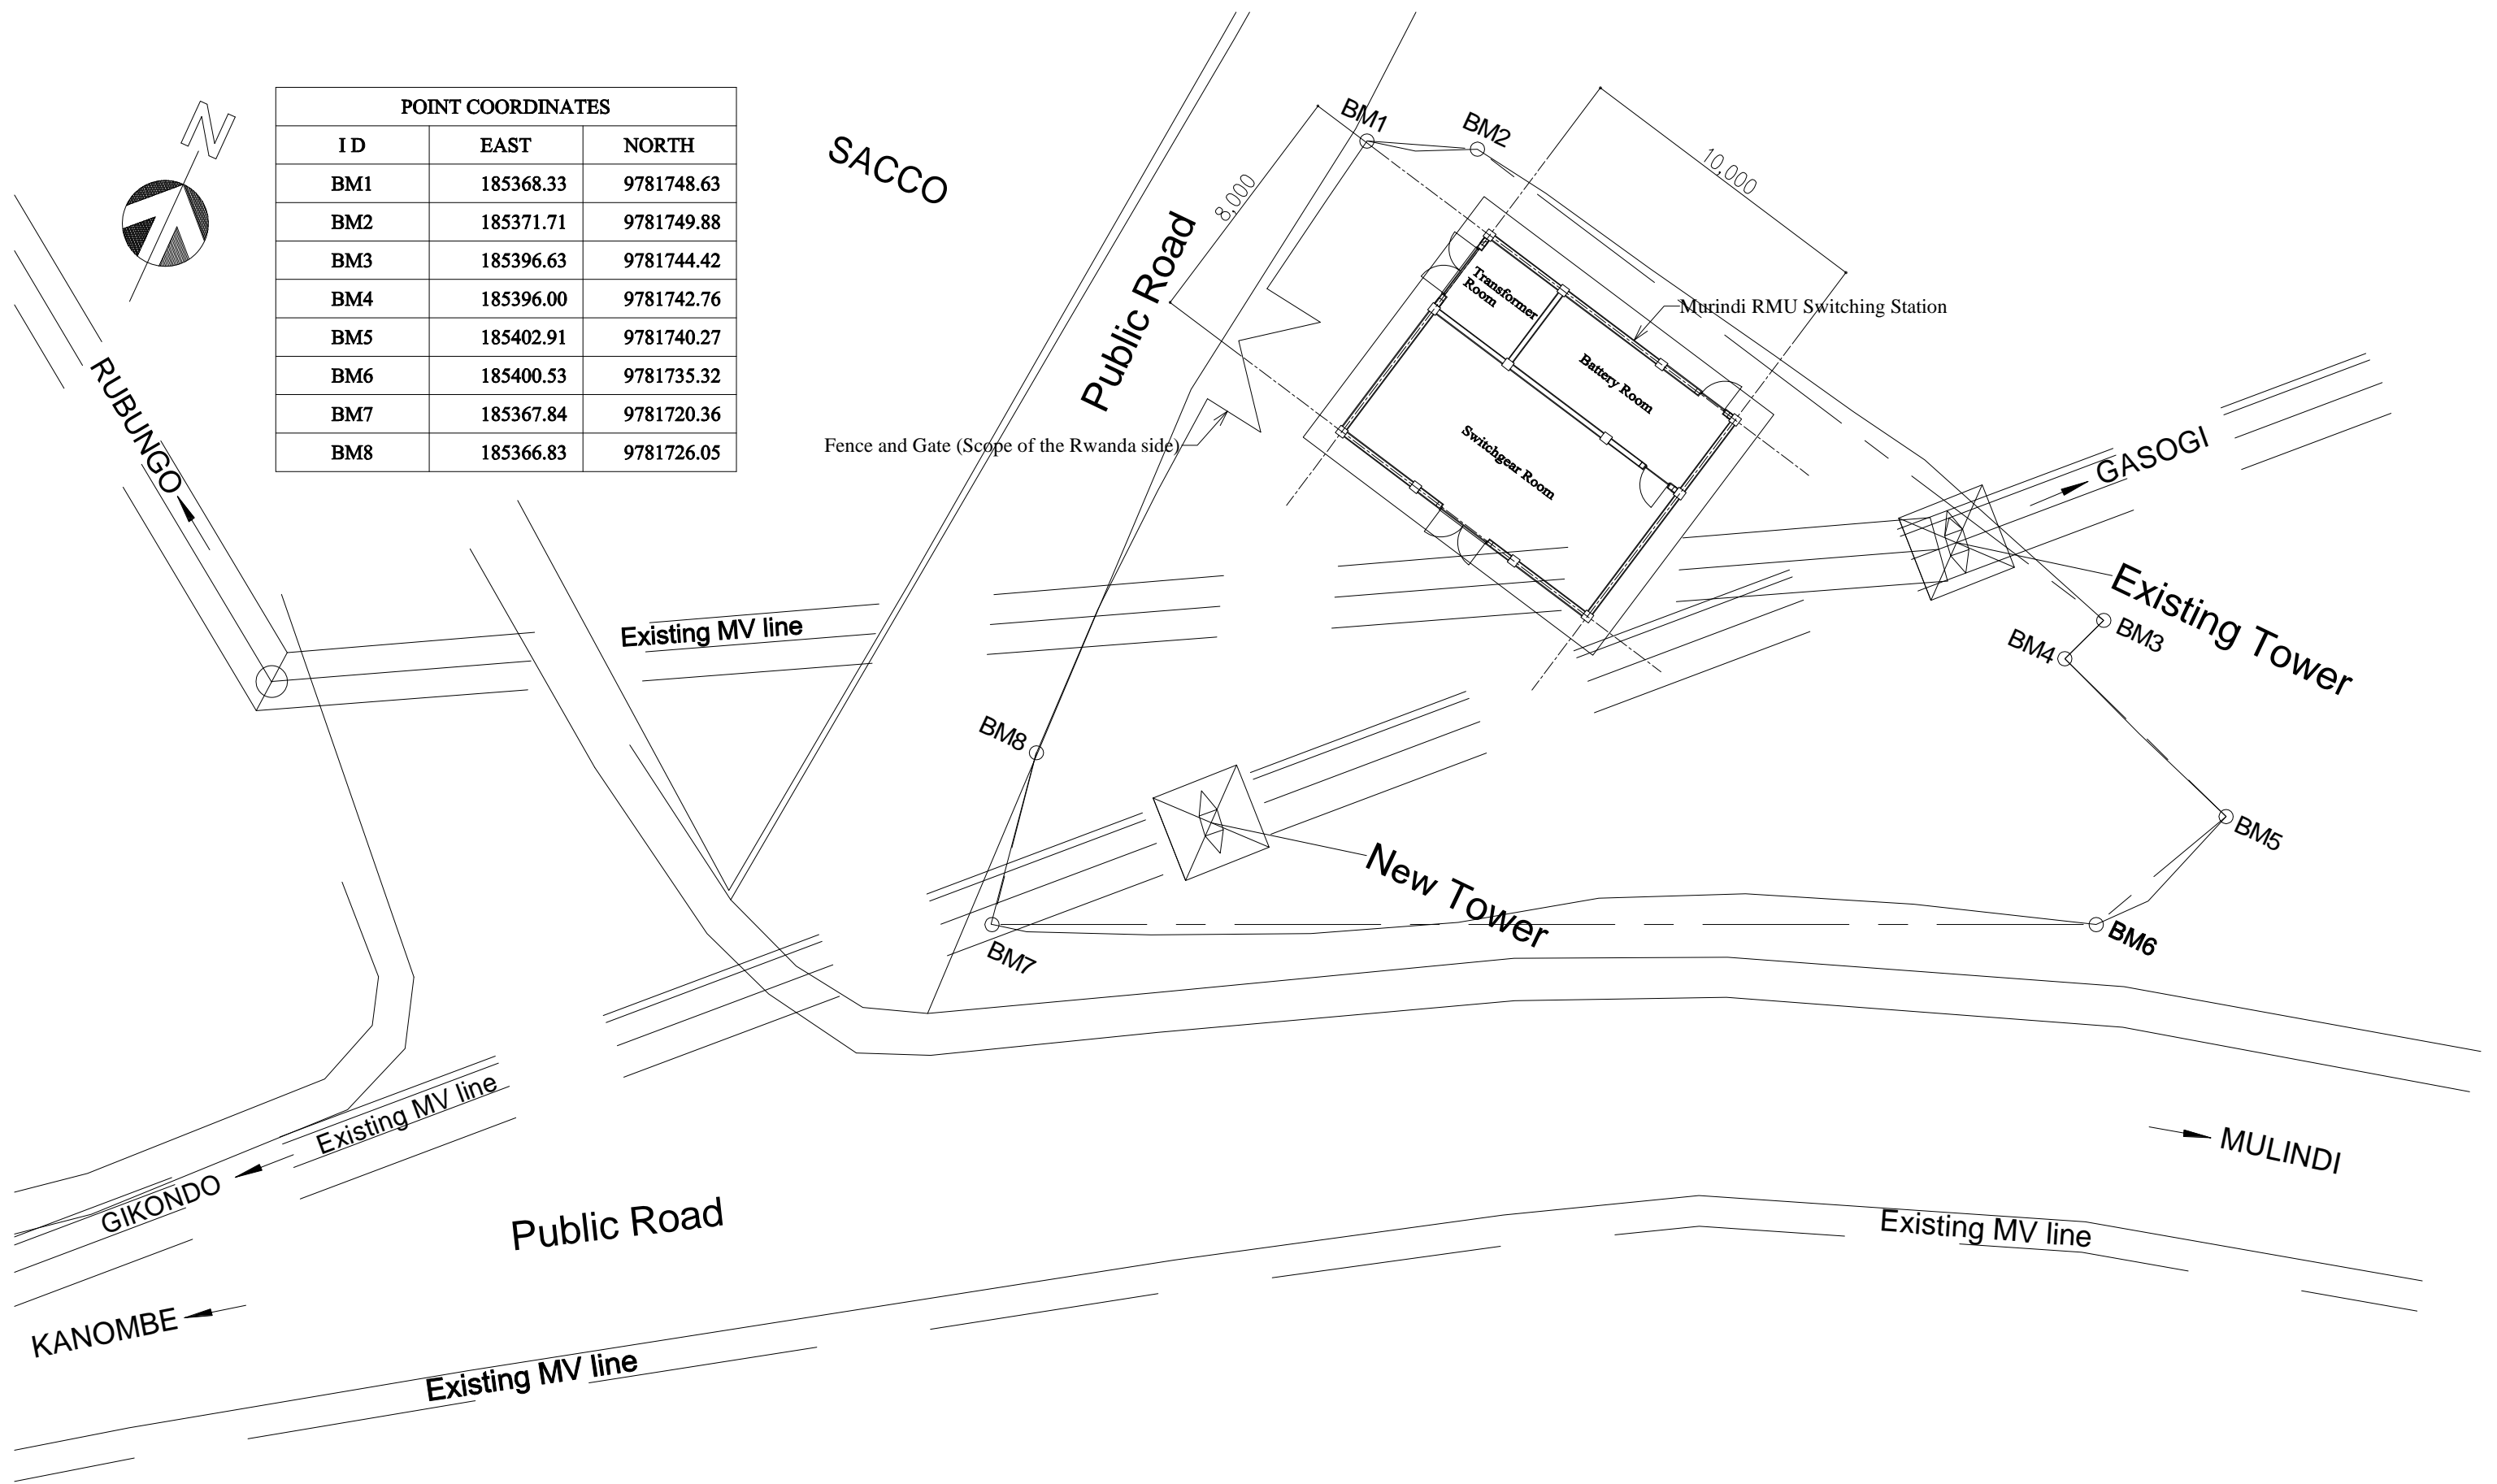 N
POINT COORDINATES
I D EAST NORTH
BM1 185368.33 9781748.63
BM2 185371.71 9781749.88
BM3 185396.63 9781744.42
BM4 185396.00 9781742.76
BM5 185402.91 9781740.27
BM6 185400.53 9781735.32
BM7 185367.84 9781720.36
BM8 185366.83 9781726.05
SACCO
BM1
BM2
10,000
8,000
Public Road
Transformer
Room
Murindi RMU Switching Station
Battery Room
Switchgear Room
Fence and Gate (Scope of the Rwanda side)
RUBUNGO
GASOGI
Existing MV line
Existing Tower
BM3
BM4
BM8
BM5
New Tower
BM7
BM6
Existing MV line
GIKONDO
MULINDI
Public Road
Existing MV line
KANOMBE
Existing MV line